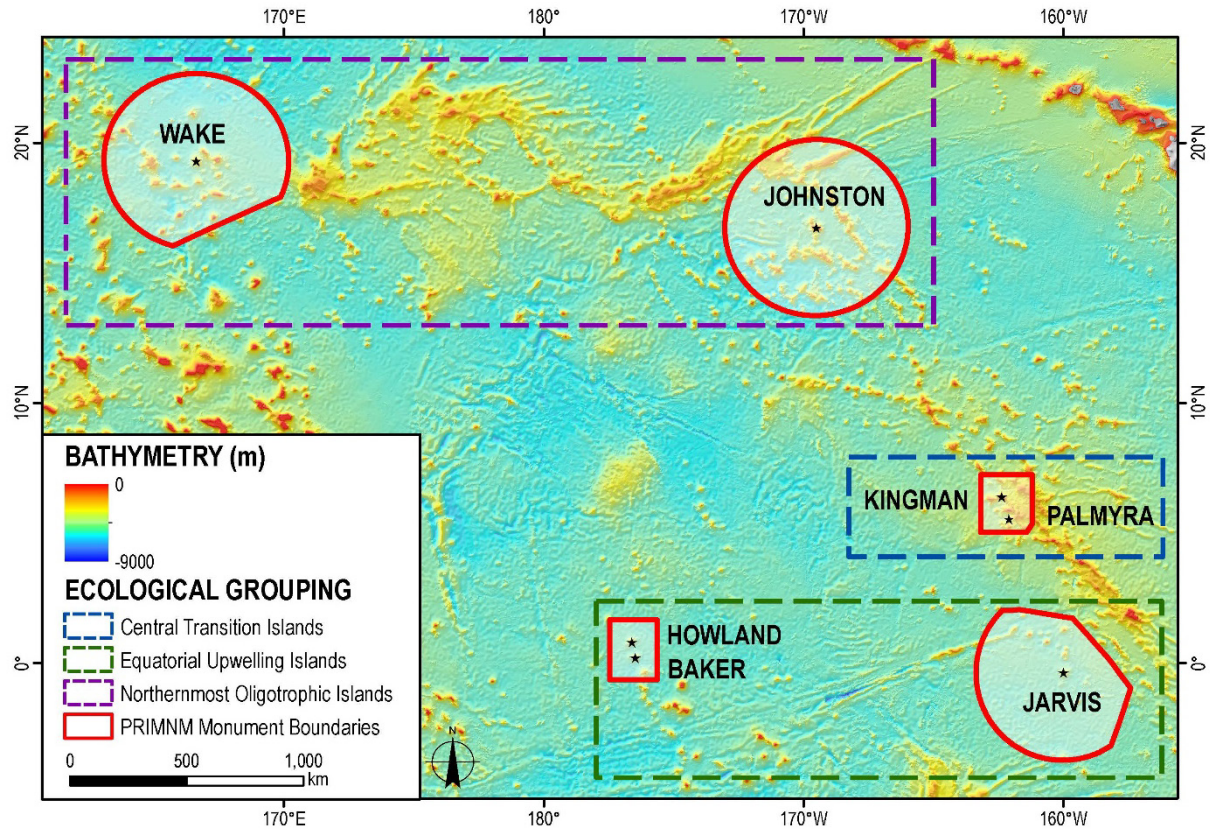 170°E 180° 170°W 160°W
20°N 20°N
WAKE
JOHNSTON
10°N 10°N
KINGMAN
PALMYRA
HOWLAND
BAKER
JARVIS
0° 0°
BATHYMETRY (m)
0
-
-9000
ECOLOGICAL GROUPING
Central Transition Islands
Equatorial Upwelling Islands
Northernmost Oligotrophic Islands
PRIMNM Monument Boundaries
0 500 1,000
km
N
170°E 180° 170°W 160°W